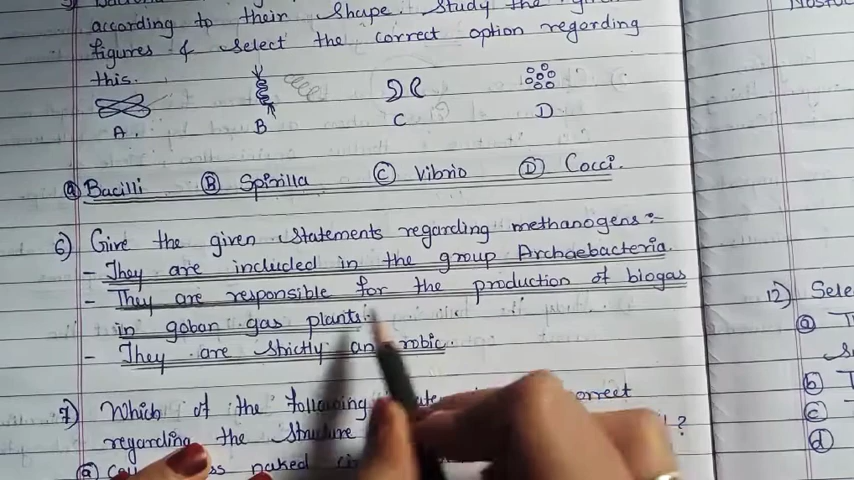 according to their shape. Study the
figures & select the correct option regarding
this.
A. B C D
ⓐ Bacilli Ⓑ Spirilla Ⓒ Vibrio Ⓓ Cocci.
6) Give the given statements regarding methanogens:-
- They are included in the group Archaebacteria.
- They are responsible for the production of biogas
in gobar gas plants.
- They are strictly robic.
7) Which of the following correct
regarding the structure ?
ⓐ naked
12) Sele
ⓐ
ⓑ
ⓒ
ⓓ